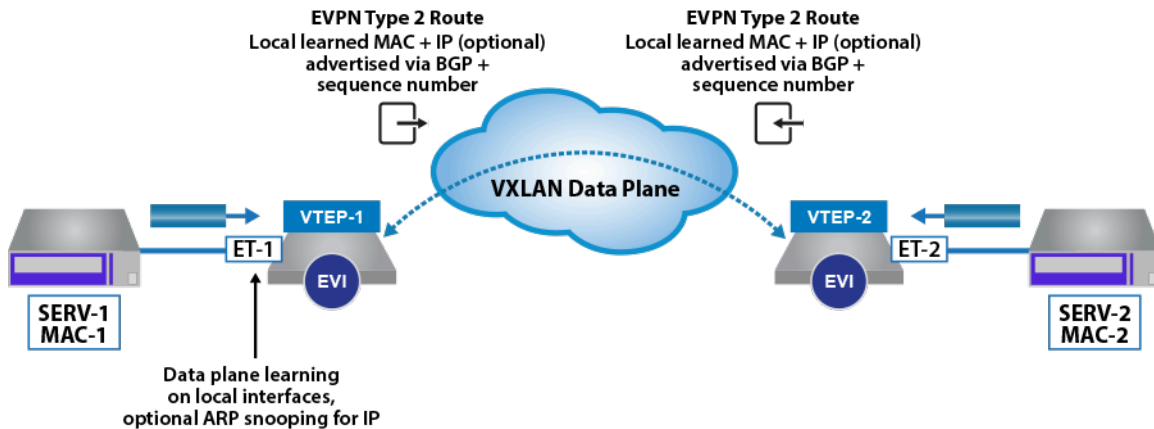 EVPN Type 2 Route
Local learned MAC + IP (optional)
advertised via BGP +
sequence number
EVPN Type 2 Route
Local learned MAC + IP (optional)
advertised via BGP +
sequence number
VXLAN Data Plane
VTEP-1
ET-1
EVI
SERV-1
MAC-1
VTEP-2
ET-2
EVI
SERV-2
MAC-2
Data plane learning
on local interfaces,
optional ARP snooping for IP